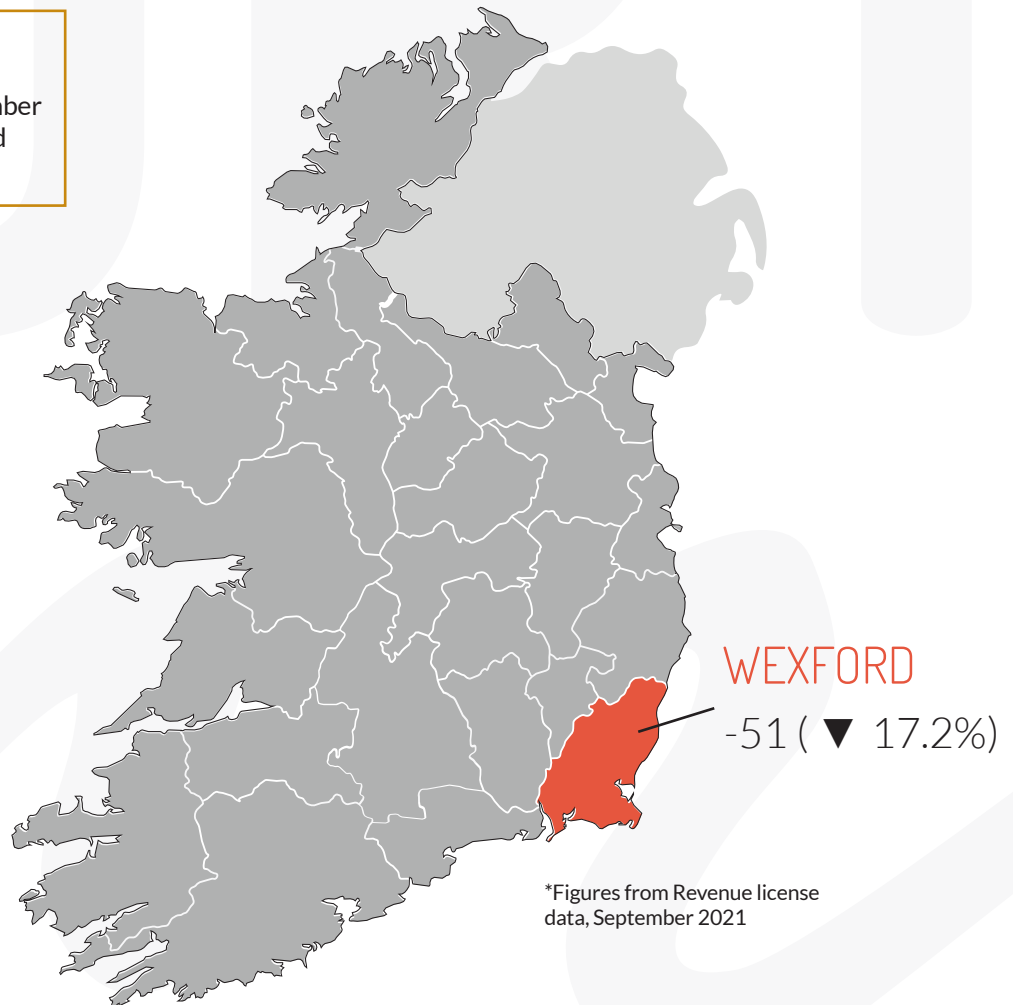 WEXFORD
-51 ( ▼ 17.2%)
*Figures from Revenue license
data, September 2021